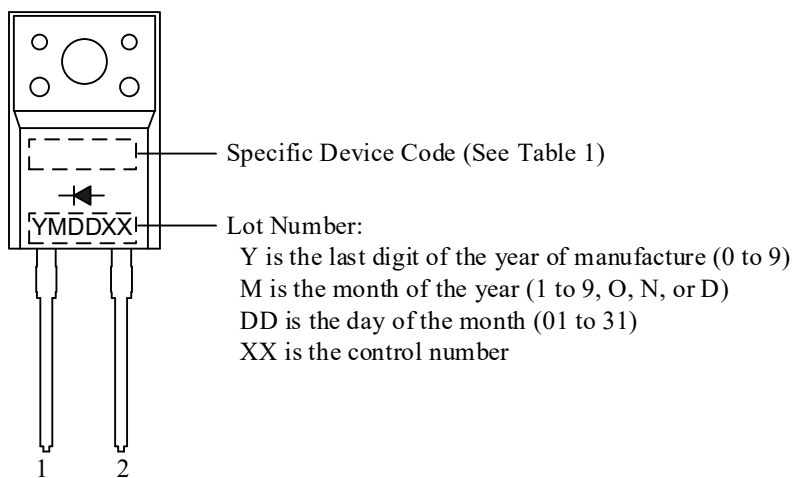 Specific Device Code (See Table 1)
YMDDXX
Lot Number:
Y is the last digit of the year of manufacture (0 to 9)
M is the month of the year (1 to 9, O, N, or D)
DD is the day of the month (01 to 31)
XX is the control number
1 2